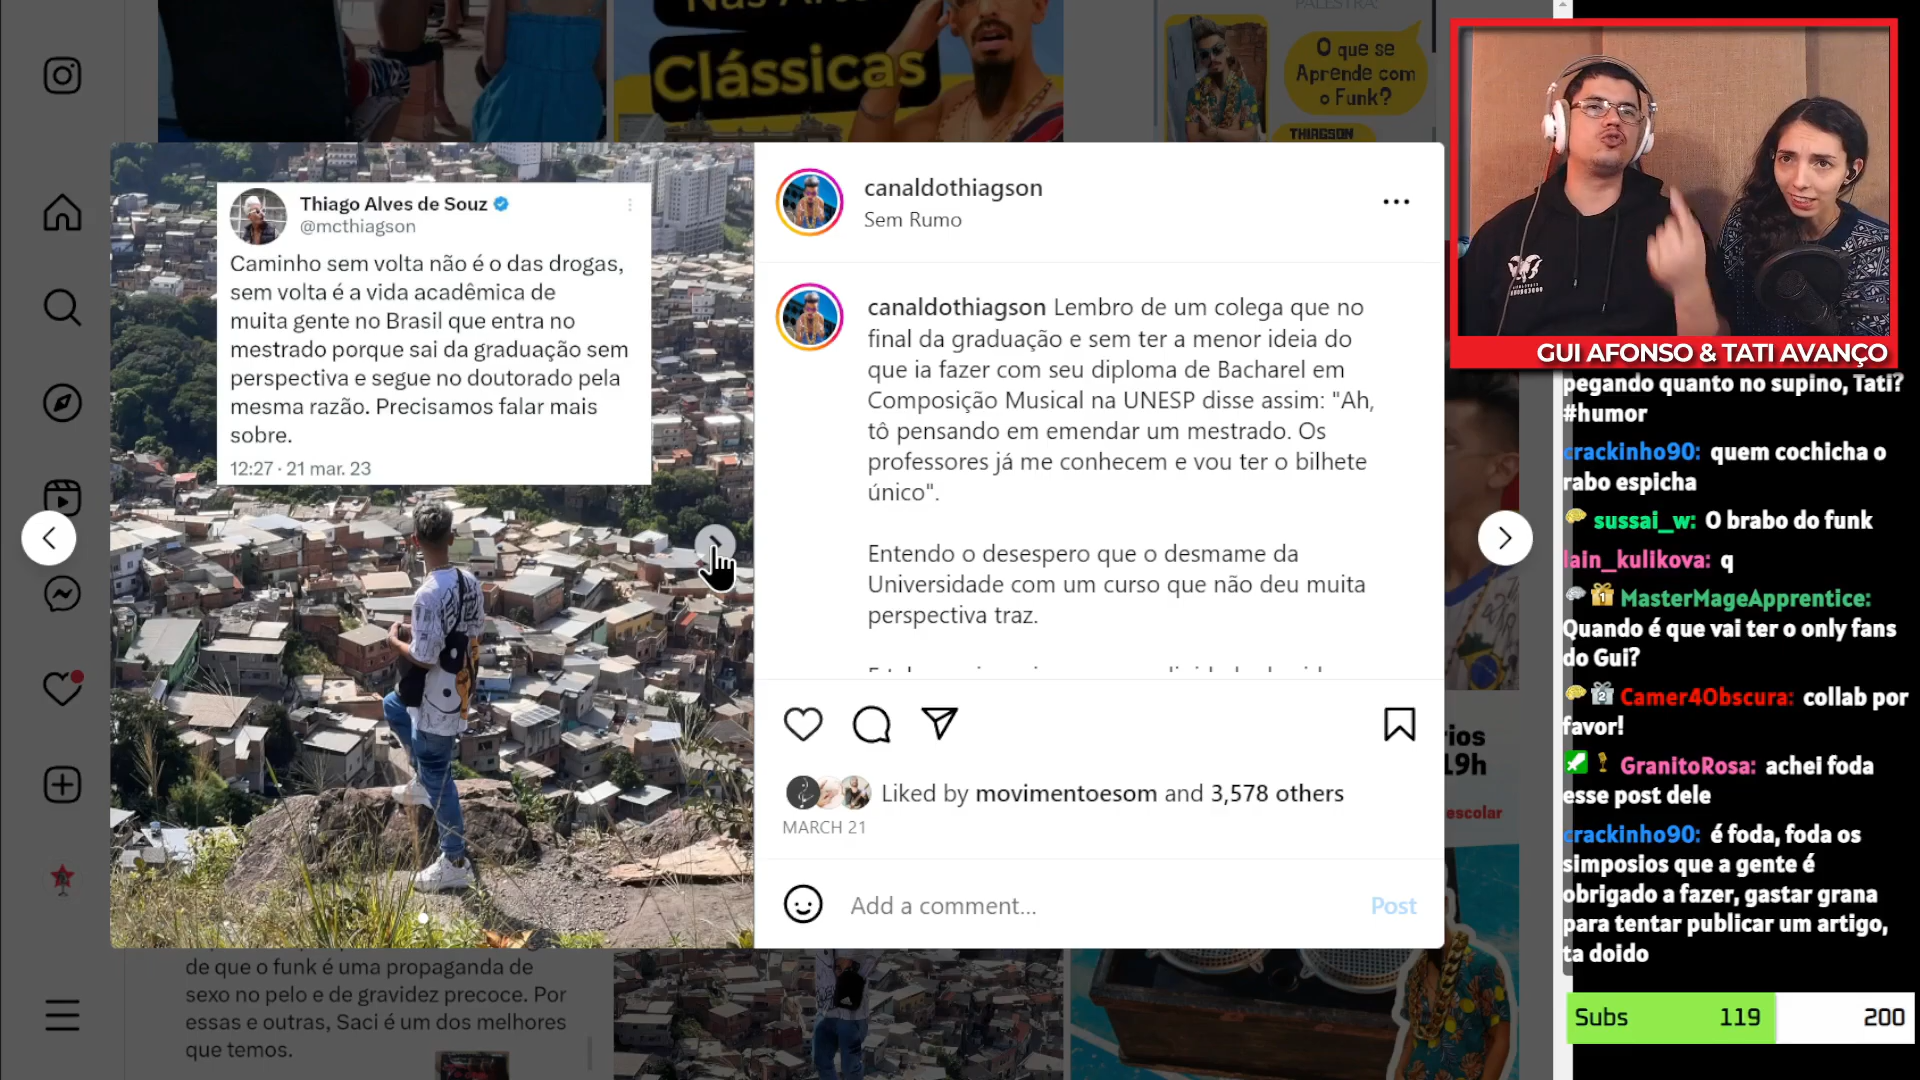 Nas Artes
Clássicas
PALESTRA:
O que se
Aprende com
o Funk?
THIAGSON
Thiago Alves de Souz
@mcthiagson
Caminho sem volta não é o das drogas,
sem volta é a vida acadêmica de
muita gente no Brasil que entra no
mestrado porque sai da graduação sem
perspectiva e segue no doutorado pela
mesma razão. Precisamos falar mais
sobre.
12:27 · 21 mar. 23
canaldothiagson
Sem Rumo
canaldothiagson Lembro de um colega que no
final da graduação e sem ter a menor ideia do
que ia fazer com seu diploma de Bacharel em
Composição Musical na UNESP disse assim: "Ah,
tô pensando em emendar um mestrado. Os
professores já me conhecem e vou ter o bilhete
único".
Entendo o desespero que o desmame da
Universidade com um curso que não deu muita
perspectiva traz.
Liked by movimentoesom and 3,578 others
MARCH 21
Add a comment...
Post
ios
19h
escolar
de que o funk é uma propaganda de
sexo no pelo e de gravidez precoce. Por
essas e outras, Saci é um dos melhores
que temos.
GUI AFONSO & TATI AVANÇO
pegando quanto no supino, Tati?
#humor
crackinho90: quem cochicha o
rabo espicha
sussai_w: O brabo do funk
lain_kulikova: q
MasterMageApprentice:
Quando é que vai ter o only fans
do Gui?
Camer4Obscura: collab por
favor!
GranitoRosa: achei foda
esse post dele
crackinho90: é foda, foda os
simposios que a gente é
obrigado a fazer, gastar grana
para tentar publicar um artigo,
ta doido
Subs 119 200